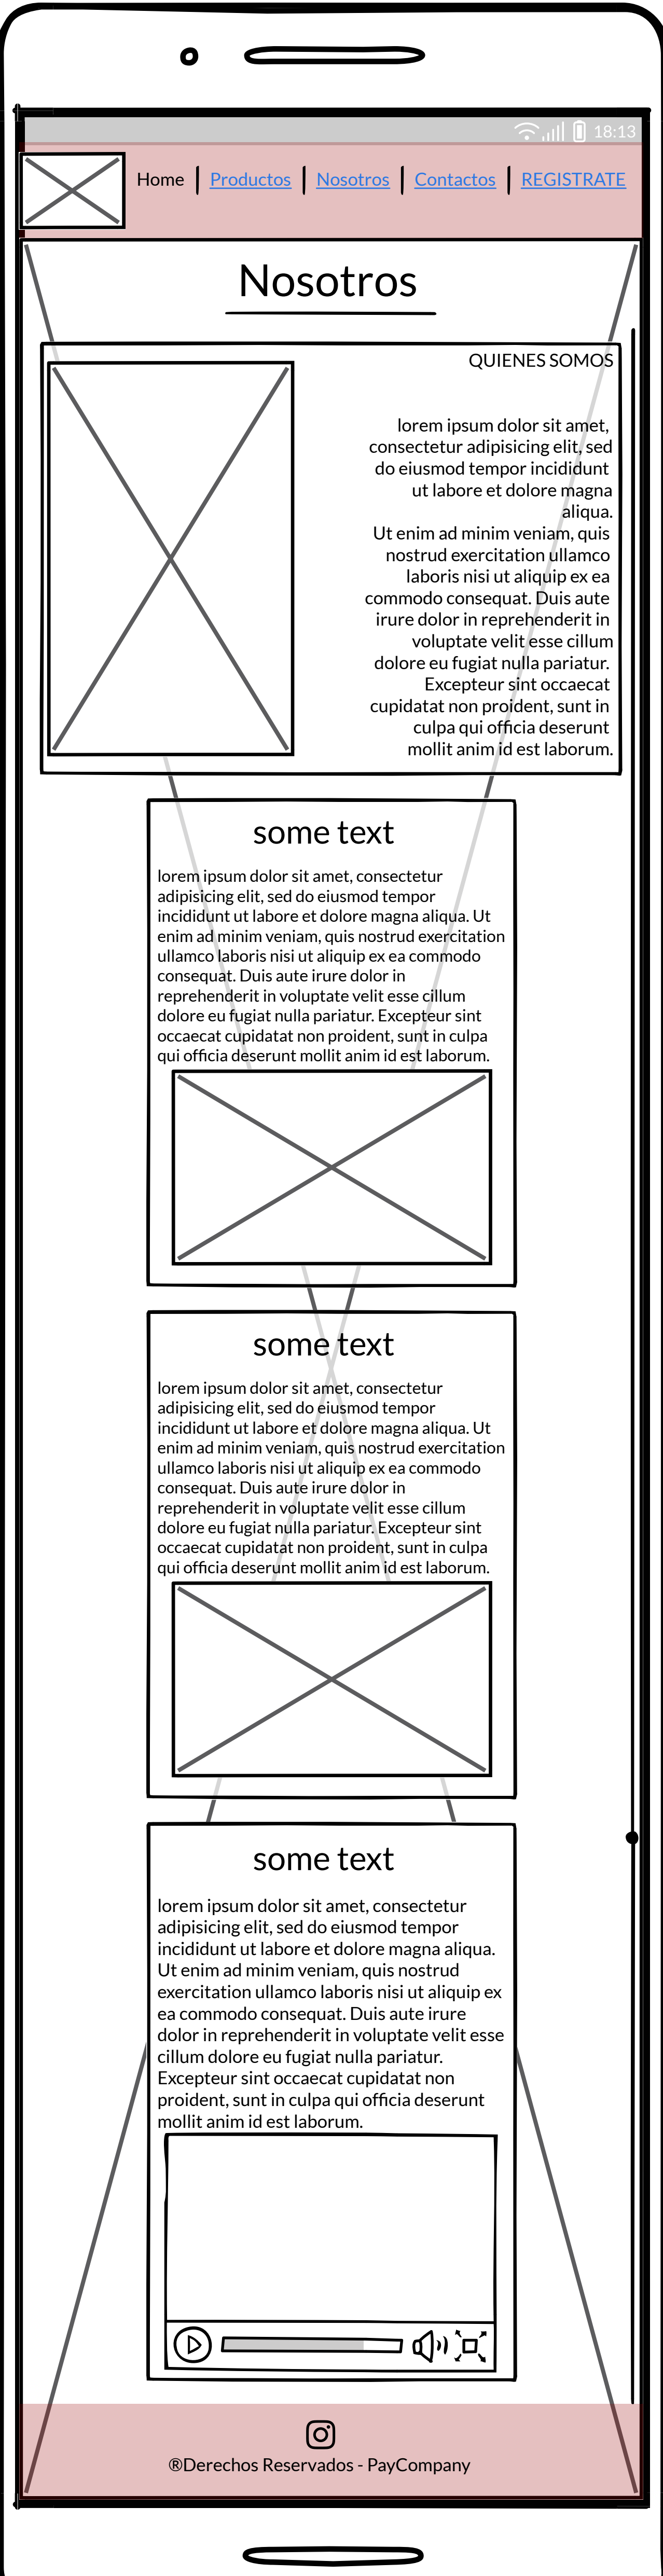 18:13
Home | Productos | Nosotros | Contactos | REGISTRATE
Nosotros
QUIENES SOMOS
lorem ipsum dolor sit amet,
consectetur adipisicing elit, sed
do eiusmod tempor incididunt
ut labore et dolore magna
aliqua.
Ut enim ad minim veniam, quis
nostrud exercitation ullamco
laboris nisi ut aliquip ex ea
commodo consequat. Duis aute
irure dolor in reprehenderit in
voluptate velit esse cillum
dolore eu fugiat nulla pariatur.
Excepteur sint occaecat
cupidatat non proident, sunt in
culpa qui officia deserunt
mollit anim id est laborum.
some text
lorem ipsum dolor sit amet, consectetur
adipisicing elit, sed do eiusmod tempor
incididunt ut labore et dolore magna aliqua. Ut
enim ad minim veniam, quis nostrud exercitation
ullamco laboris nisi ut aliquip ex ea commodo
consequat. Duis aute irure dolor in
reprehenderit in voluptate velit esse cillum
dolore eu fugiat nulla pariatur. Excepteur sint
occaecat cupidatat non proident, sunt in culpa
qui officia deserunt mollit anim id est laborum.
some text
lorem ipsum dolor sit amet, consectetur
adipisicing elit, sed do eiusmod tempor
incididunt ut labore et dolore magna aliqua. Ut
enim ad minim veniam, quis nostrud exercitation
ullamco laboris nisi ut aliquip ex ea commodo
consequat. Duis aute irure dolor in
reprehenderit in voluptate velit esse cillum
dolore eu fugiat nulla pariatur. Excepteur sint
occaecat cupidatat non proident, sunt in culpa
qui officia deserunt mollit anim id est laborum.
some text
lorem ipsum dolor sit amet, consectetur
adipisicing elit, sed do eiusmod tempor
incididunt ut labore et dolore magna aliqua.
Ut enim ad minim veniam, quis nostrud
exercitation ullamco laboris nisi ut aliquip ex
ea commodo consequat. Duis aute irure
dolor in reprehenderit in voluptate velit esse
cillum dolore eu fugiat nulla pariatur.
Excepteur sint occaecat cupidatat non
proident, sunt in culpa qui officia deserunt
mollit anim id est laborum.
®Derechos Reservados - PayCompany